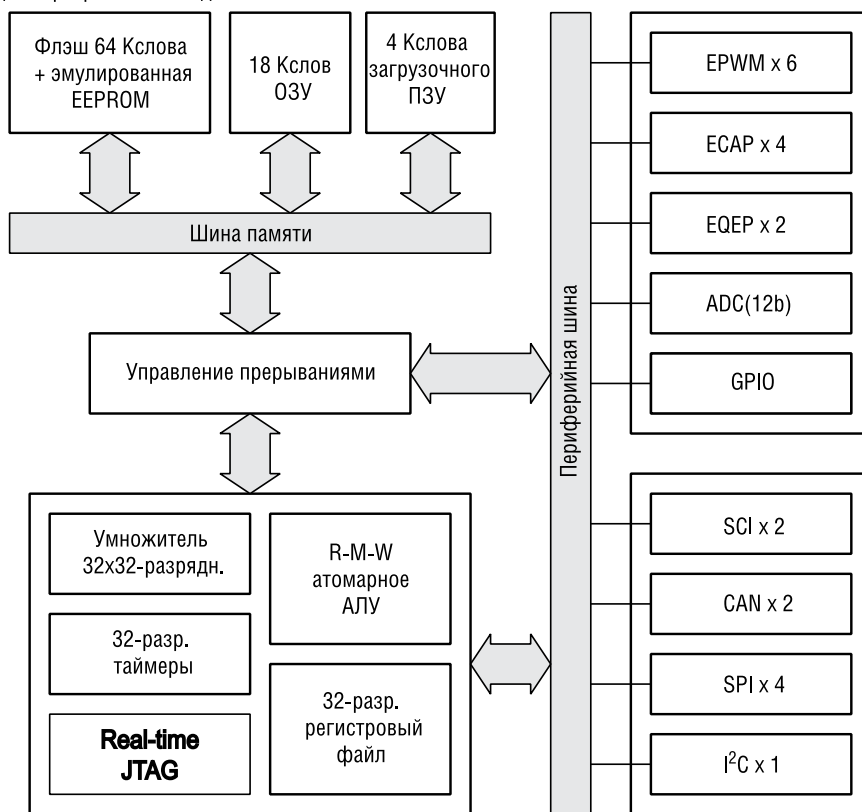 Флэш 64 Кслова
+ эмулированная
EEPROM
18 Кслов
ОЗУ
4 Кслова
загрузочного
ПЗУ
Шина памяти
Управление прерываниями
Умножитель
32x32-разрядн.
R-M-W
атомарное
АЛУ
32-разр.
таймеры
32-разр.
регистровый
файл
Real-time
JTAG
Периферийная шина
EPWM x 6
ECAP x 4
EQEP x 2
ADC(12b)
GPIO
SCI x 2
CAN x 2
SPI x 4
I²C x 1